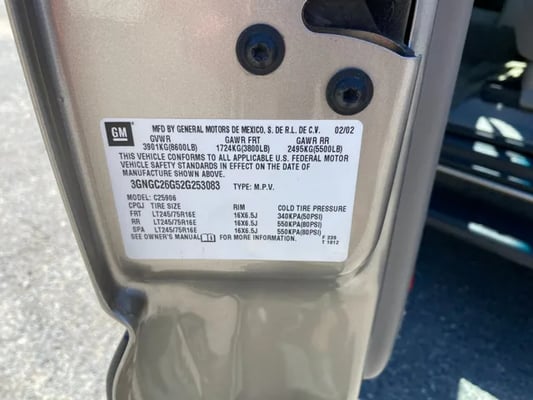 GM MFD BY GENERAL MOTORS DE MEXICO, S. DE R.L. DE C.V. 02/02
GVWR GAWR FRT GAWR RR
3901KG(8600LB) 1724KG(3800LB) 2495KG(5500LB)
THIS VEHICLE CONFORMS TO ALL APPLICABLE U.S. FEDERAL MOTOR
VEHICLE SAFETY STANDARDS IN EFFECT ON THE DATE OF
MANUFACTURE SHOWN ABOVE.
3GNGC26G52G253083 TYPE: M.P.V.
MODEL: C25906
CPGJ TIRE SIZE RIM COLD TIRE PRESSURE
FRT LT245/75R16E 16X6.5J 340KPA(50PSI)
RR LT245/75R16E 16X6.5J 550KPA(80PSI)
SPA LT245/75R16E 16X6.5J 550KPA(80PSI)
SEE OWNER'S MANUAL FOR MORE INFORMATION. F 239
T 1012